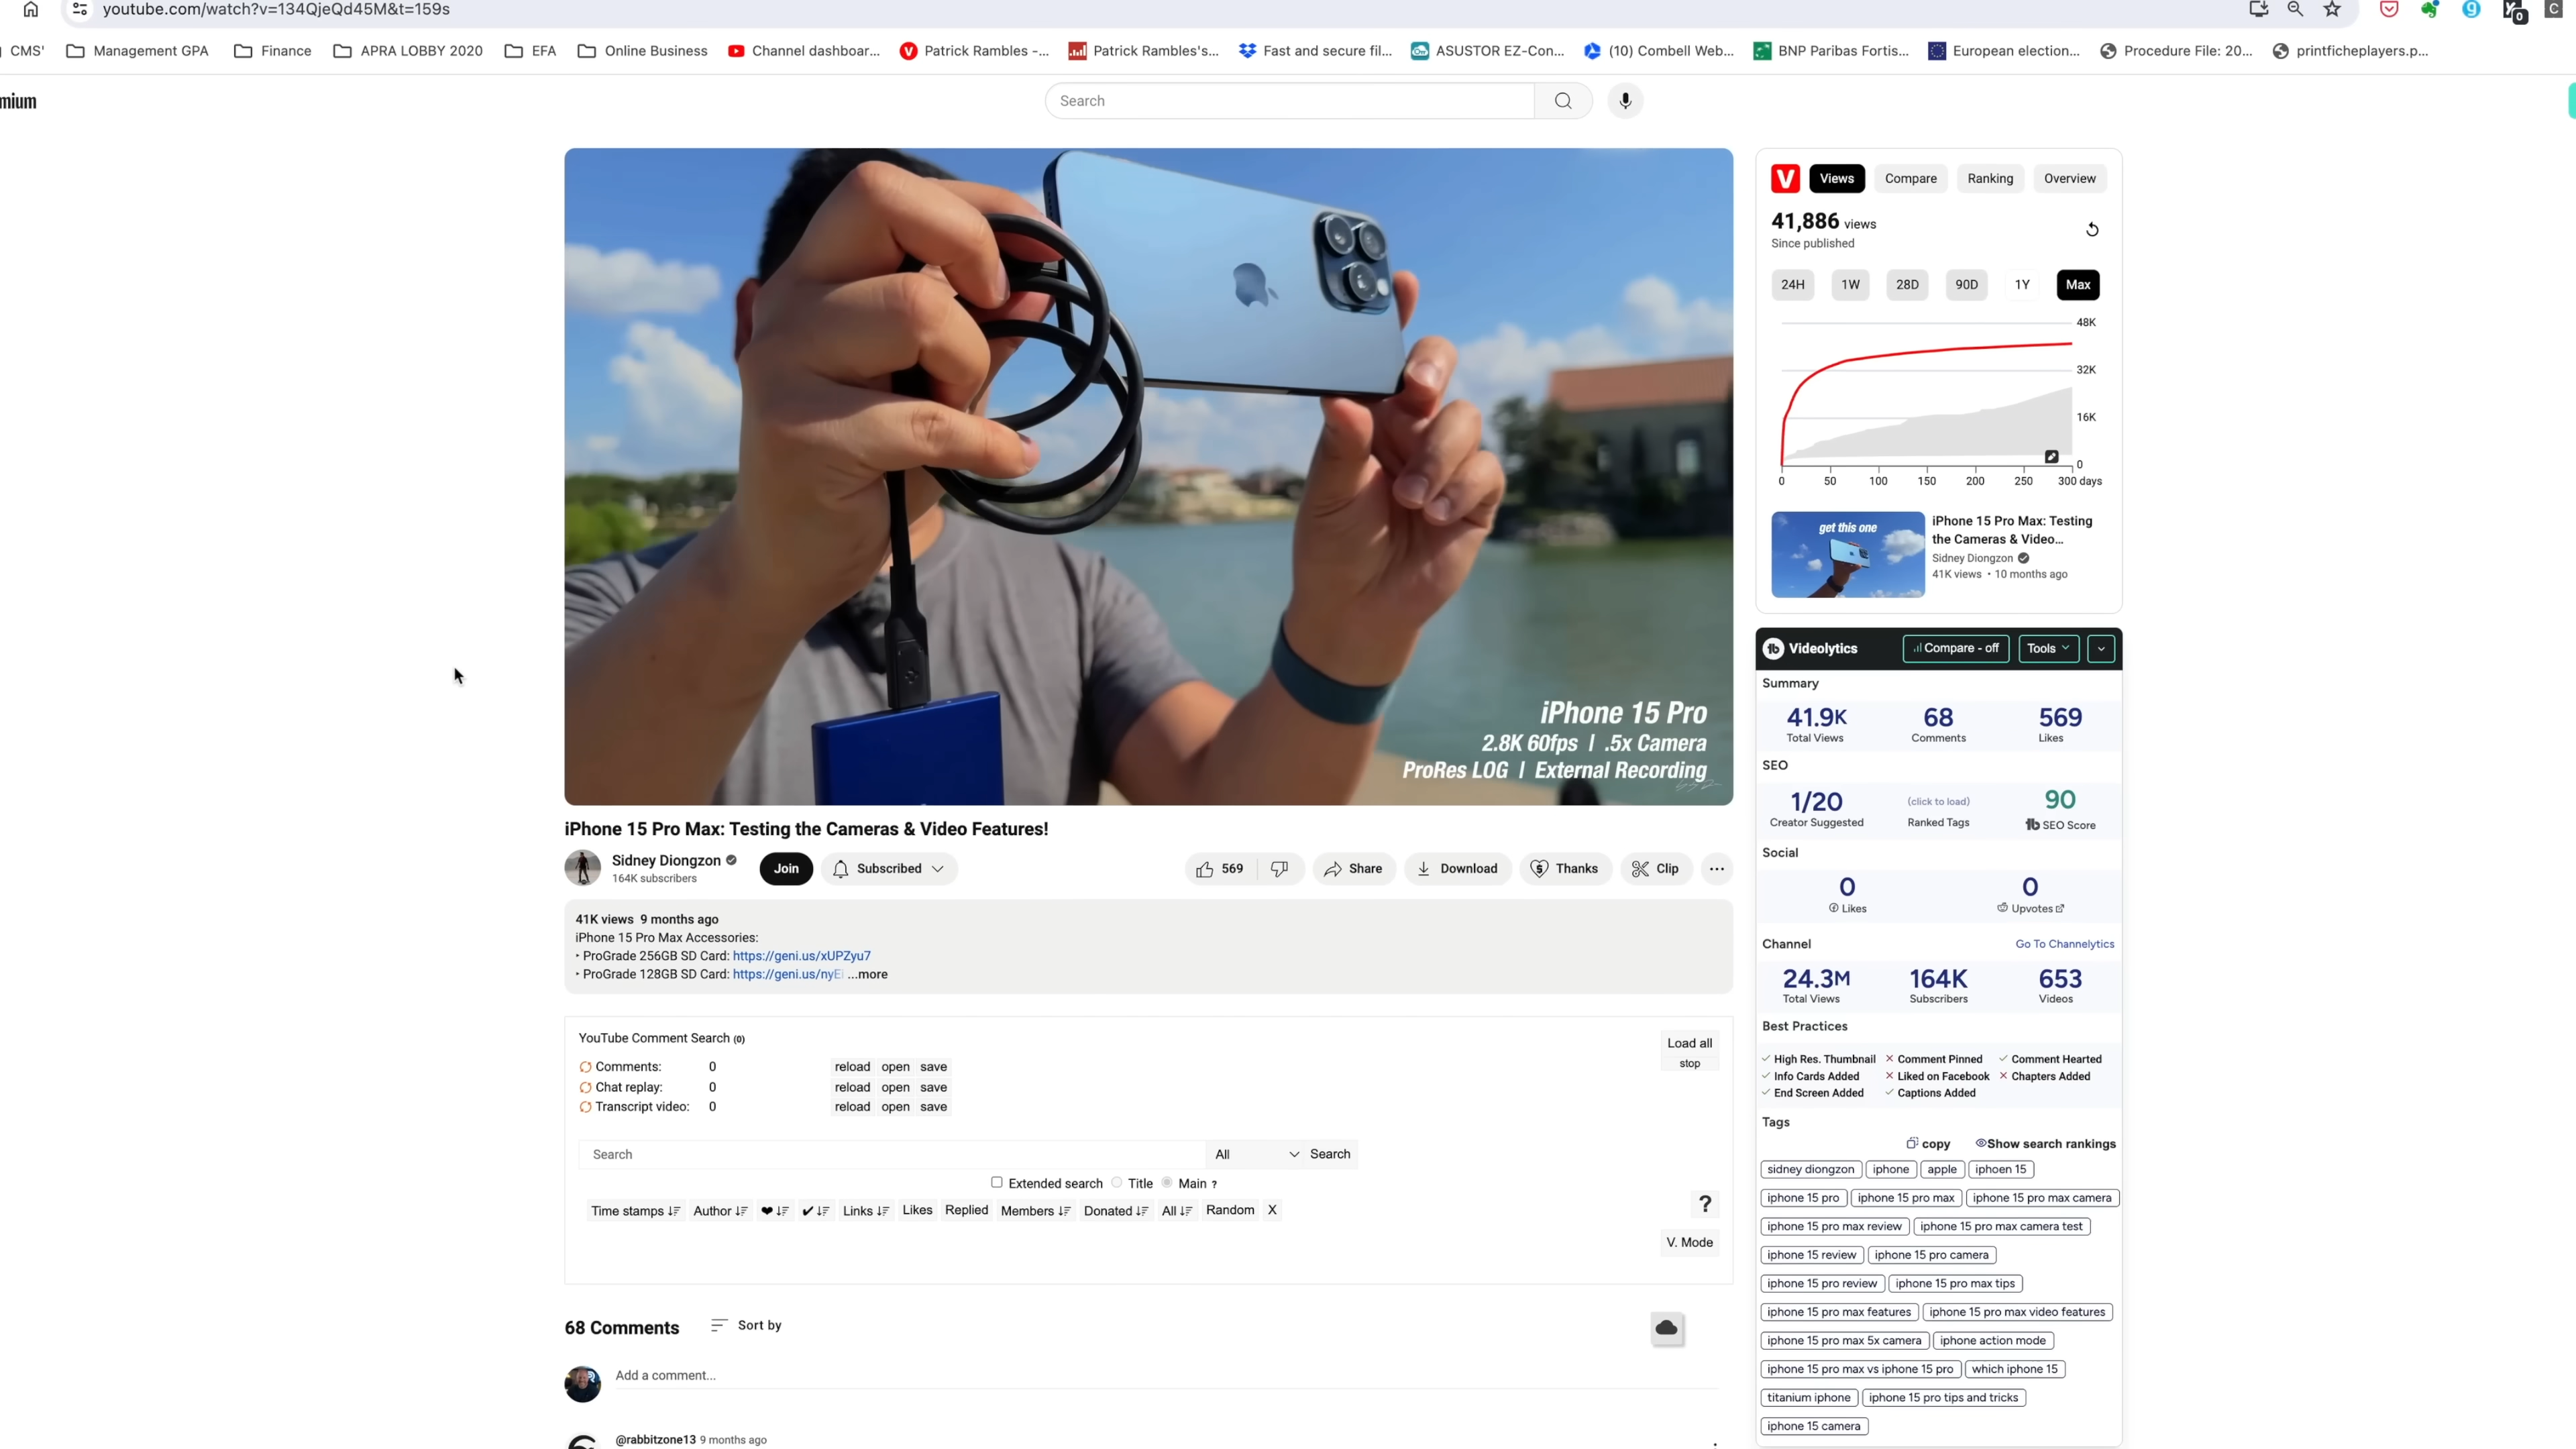 youtube.com/watch?v=134QjeQd45M&t=159s
CMS' Management GPA Finance APRA LOBBY 2020 EFA Online Business Channel dashboar... Patrick Rambles -... Patrick Rambles's... Fast and secure fil... ASUSTOR EZ-Con... (10) Combell Web... BNP Paribas Fortis... European election... Procedure File: 20... printficheplayers.p...
mium
Search
iPhone 15 Pro
2.8K 60fps | .5x Camera
ProRes LOG | External Recording
iPhone 15 Pro Max: Testing the Cameras & Video Features!
Sidney Diongzon
164K subscribers
Join
Subscribed
569
Share
Download
Thanks
Clip
41K views 9 months ago
iPhone 15 Pro Max Accessories:
‣ ProGrade 256GB SD Card: https://geni.us/xUPZyu7
‣ ProGrade 128GB SD Card: https://geni.us/nyE ...more
YouTube Comment Search (0)
Load all
stop
Comments: 0 reload open save
Chat replay: 0 reload open save
Transcript video: 0 reload open save
Search All Search
Extended search Title Main ?
Time stamps Author Links Likes Replied Members Donated All Random X
?
V. Mode
68 Comments Sort by
Add a comment...
@rabbitzone13 9 months ago
V Views Compare Ranking Overview
41,886 views
Since published
24H 1W 28D 90D 1Y Max
48K
32K
16K
0
0 50 100 150 200 250 300 days
get this one
iPhone 15 Pro Max: Testing
the Cameras & Video...
Sidney Diongzon
41K views • 10 months ago
tb Videolytics Compare - off Tools
Summary
41.9K 68 569
Total Views Comments Likes
SEO
1/20 (click to load) 90
Creator Suggested Ranked Tags tb SEO Score
Social
0 0
Likes Upvotes
Channel Go To Channelytics
24.3M 164K 653
Total Views Subscribers Videos
Best Practices
High Res. Thumbnail Comment Pinned Comment Hearted
Info Cards Added Liked on Facebook Chapters Added
End Screen Added Captions Added
Tags
copy Show search rankings
sidney diongzon iphone apple iphoen 15
iphone 15 pro iphone 15 pro max iphone 15 pro max camera
iphone 15 pro max review iphone 15 pro max camera test
iphone 15 review iphone 15 pro camera
iphone 15 pro review iphone 15 pro max tips
iphone 15 pro max features iphone 15 pro max video features
iphone 15 pro max 5x camera iphone action mode
iphone 15 pro max vs iphone 15 pro which iphone 15
titanium iphone iphone 15 pro tips and tricks
iphone 15 camera